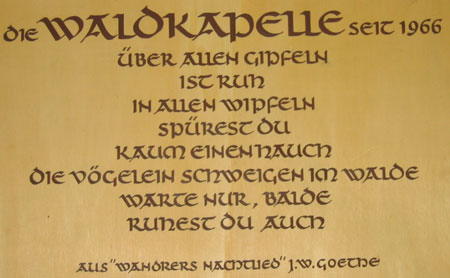 DIE WALDKAPELLE SEIT 1966
ÜBER ALLEN GIPFELN
IST RUH
IN ALLEN WIPFELN
SPÜREST DU
KAUM EINEN HAUCH
DIE VÖGELEIN SCHWEIGEN IM WALDE
WARTE NUR, BALDE
RUHEST DU AUCH
AUS "WANDRERS NACHTLIED" J.W. GOETHE